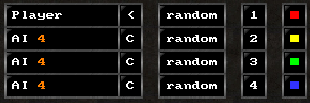 Player < random 1
AI 4 C random 2
AI 4 C random 3
AI 4 C random 4